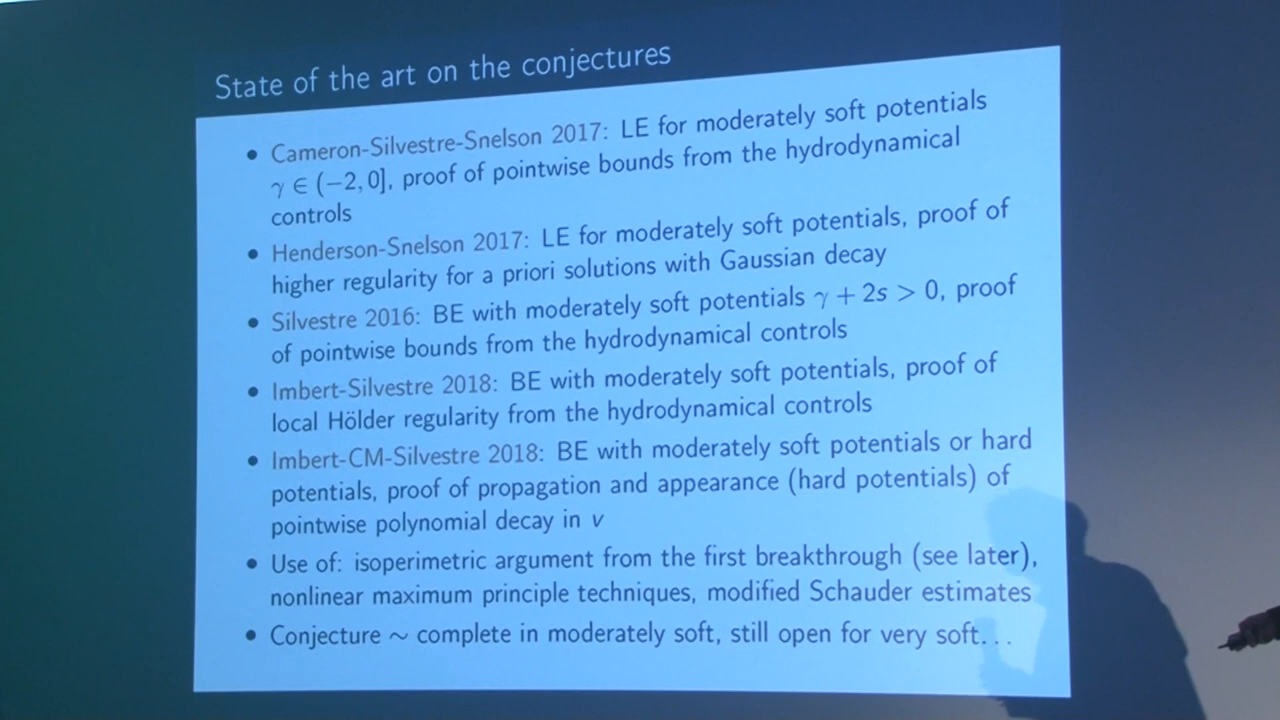 State of the art on the conjectures
• Cameron-Silvestre-Snelson 2017: LE for moderately soft potentials
γ ∈ (−2, 0], proof of pointwise bounds from the hydrodynamical
controls
• Henderson-Snelson 2017: LE for moderately soft potentials, proof of
higher regularity for a priori solutions with Gaussian decay
• Silvestre 2016: BE with moderately soft potentials γ + 2s > 0, proof
of pointwise bounds from the hydrodynamical controls
• Imbert-Silvestre 2018: BE with moderately soft potentials, proof of
local Hölder regularity from the hydrodynamical controls
• Imbert-CM-Silvestre 2018: BE with moderately soft potentials or hard
potentials, proof of propagation and appearance (hard potentials) of
pointwise polynomial decay in v
• Use of: isoperimetric argument from the first breakthrough (see later),
nonlinear maximum principle techniques, modified Schauder estimates
• Conjecture ∼ complete in moderately soft, still open for very soft...